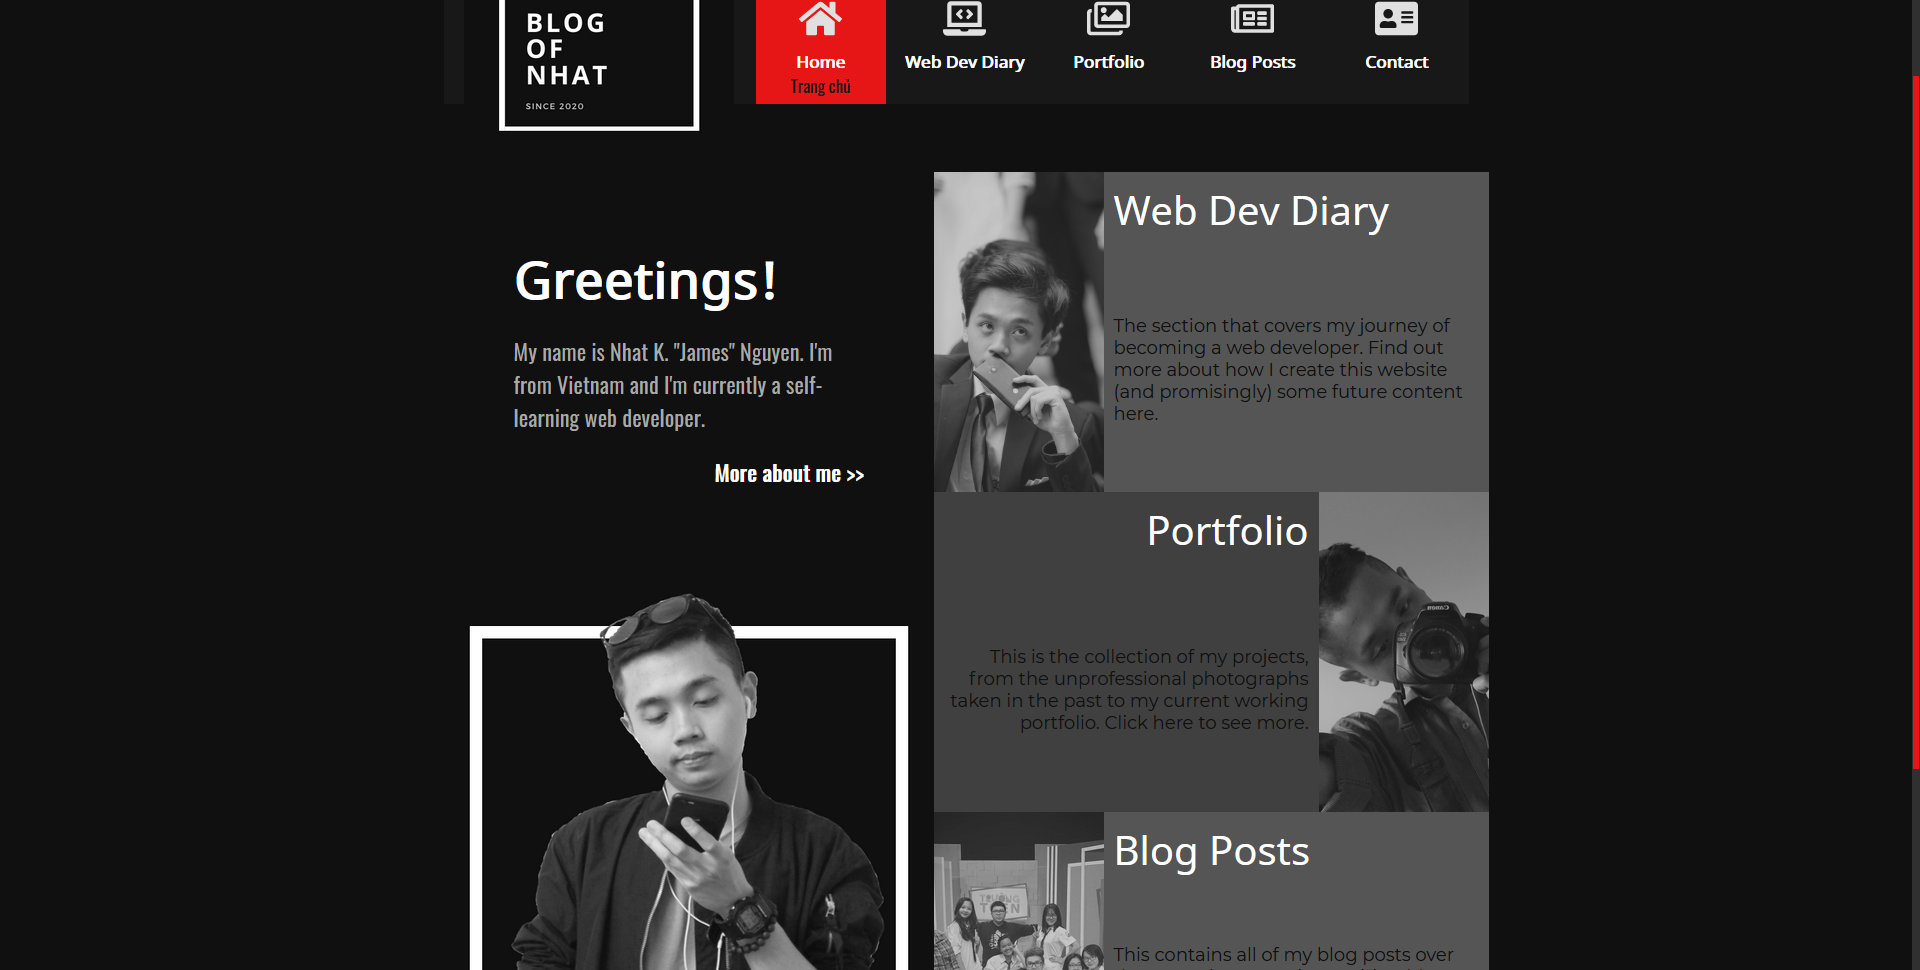 BLOG
OF
NHAT
SINCE 2020
Home
Trang chủ
Web Dev Diary
Portfolio
Blog Posts
Contact
Greetings!
My name is Nhat K. "James" Nguyen. I'm
from Vietnam and I'm currently a self-
learning web developer.
More about me >>
Web Dev Diary
The section that covers my journey of
becoming a web developer. Find out
more about how I create this website
(and promisingly) some future content
here.
Portfolio
This is the collection of my projects,
from the unprofessional photographs
taken in the past to my current working
portfolio. Click here to see more.
Canon
Blog Posts
TRƯỜNG
TEEN
This contains all of my blog posts over